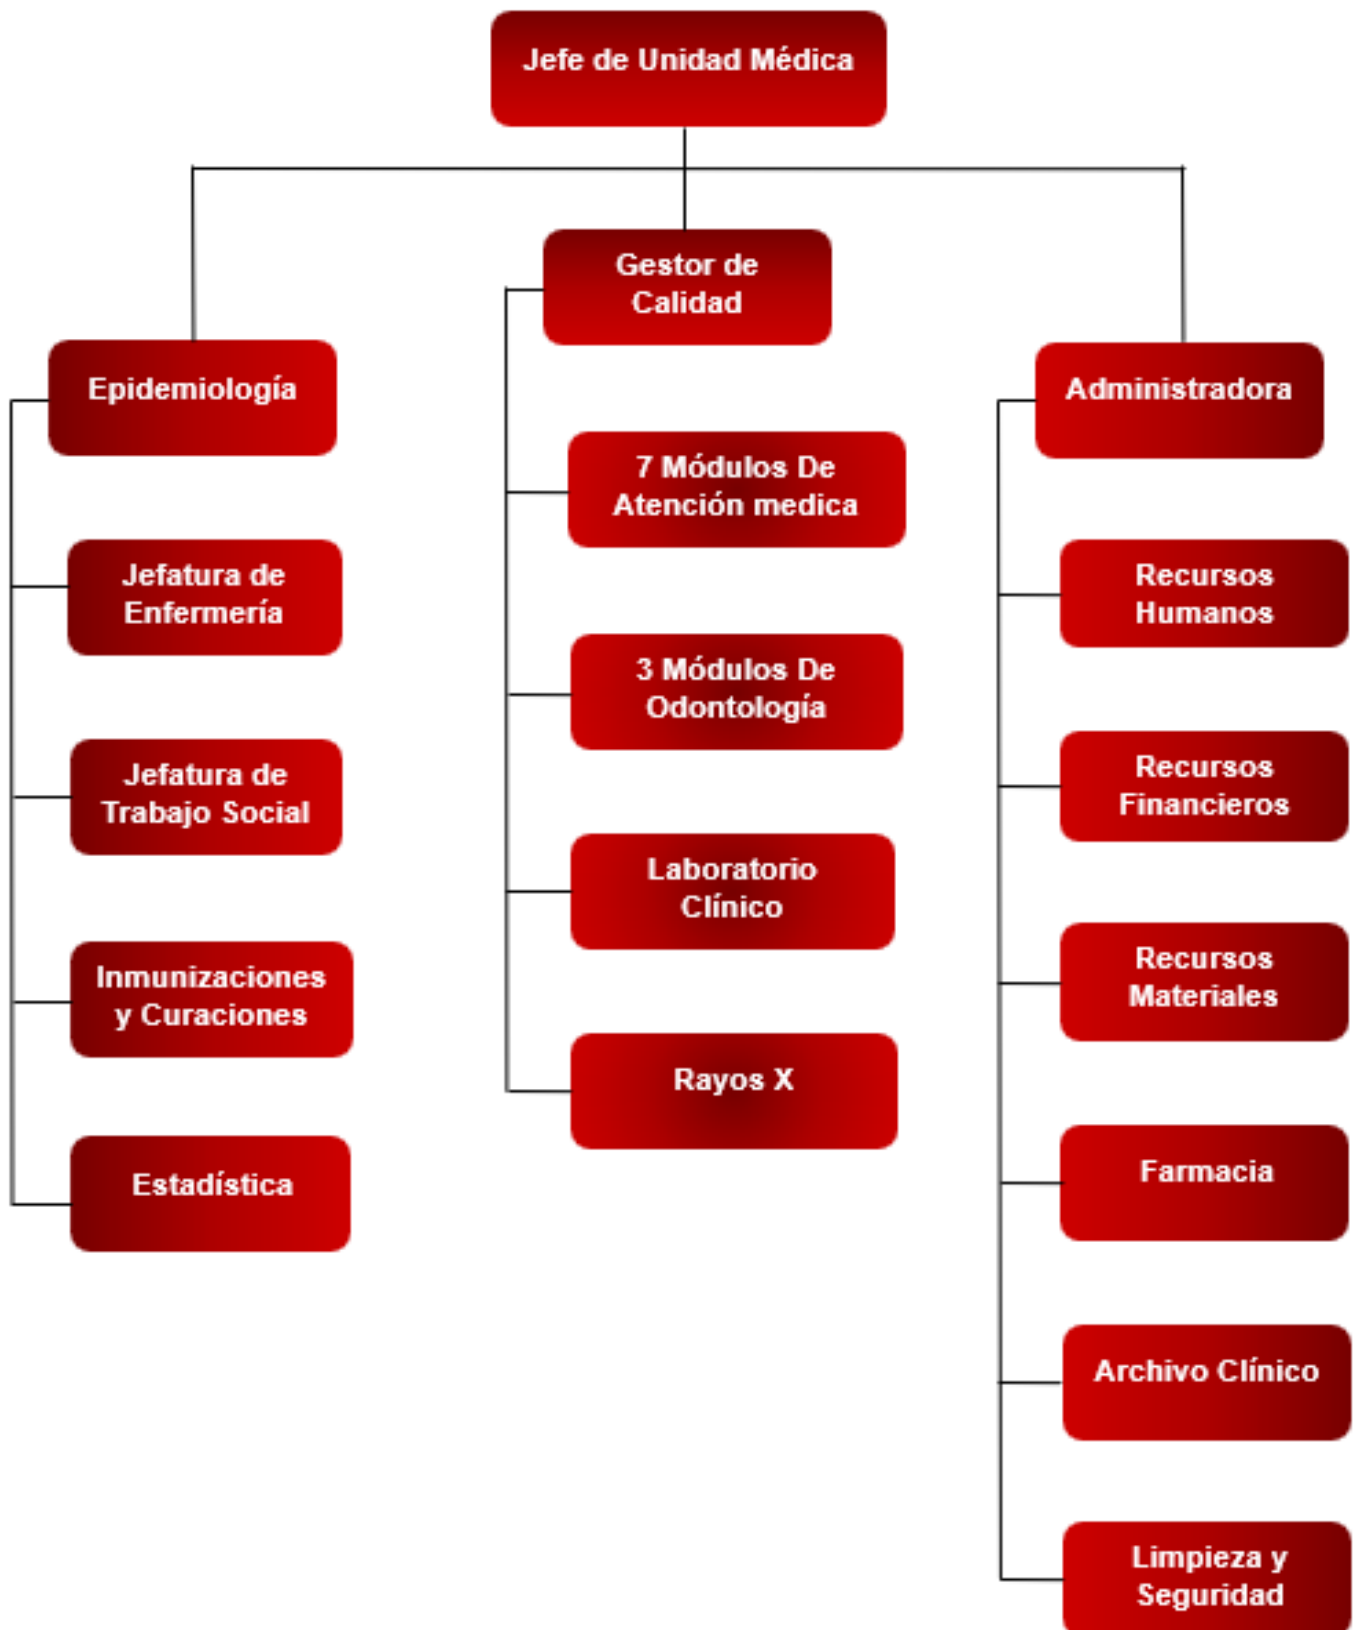 Jefe de Unidad Médica
Gestor de
Calidad
Epidemiología
Administradora
7 Módulos De
Atención medica
Jefatura de
Enfermería
Recursos
Humanos
3 Módulos De
Odontología
Jefatura de
Trabajo Social
Recursos
Financieros
Laboratorio
Clínico
Inmunizaciones
y Curaciones
Recursos
Materiales
Rayos X
Estadística
Farmacia
Archivo Clínico
Limpieza y
Seguridad